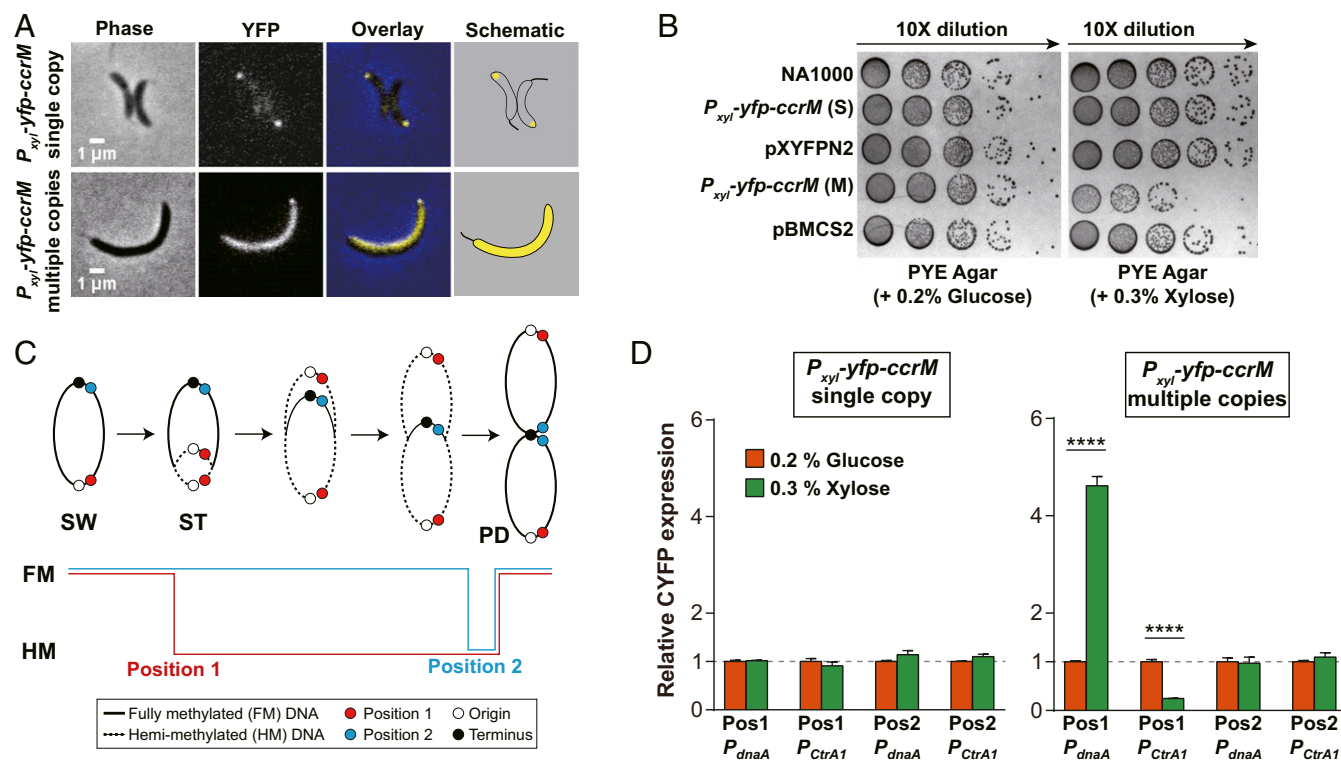 A
Phase
YFP
Overlay
Schematic
Pxyl-yfp-ccrM
single copy
1 μm
Pxyl-yfp-ccrM
multiple copies
1 μm
B
10X dilution
10X dilution
NA1000
Pxyl-yfp-ccrM (S)
pXYFPN2
Pxyl-yfp-ccrM (M)
pBMCS2
PYE Agar
(+ 0.2% Glucose)
PYE Agar
(+ 0.3% Xylose)
C
SW
ST
PD
FM
HM
Position 1
Position 2
Fully methylated (FM) DNA
Position 1
Origin
Hemi-methylated (HM) DNA
Position 2
Terminus
D
Pxyl-yfp-ccrM
single copy
Pxyl-yfp-ccrM
multiple copies
Relative CYFP expression
6
4
2
1
0
0.2 % Glucose
0.3 % Xylose
Pos1
PdnaA
Pos1
PCtrA1
Pos2
PdnaA
Pos2
PCtrA1
6
4
2
1
0
****
****
Pos1
PdnaA
Pos1
PCtrA1
Pos2
PdnaA
Pos2
PCtrA1